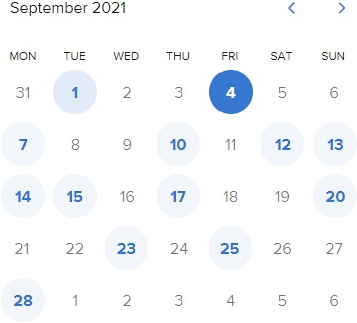 September 2021
MON TUE WED THU FRI SAT SUN
31 1 2 3 4 5 6
7 8 9 10 11 12 13
14 15 16 17 18 19 20
21 22 23 24 25 26 27
28 1 2 3 4 5 6